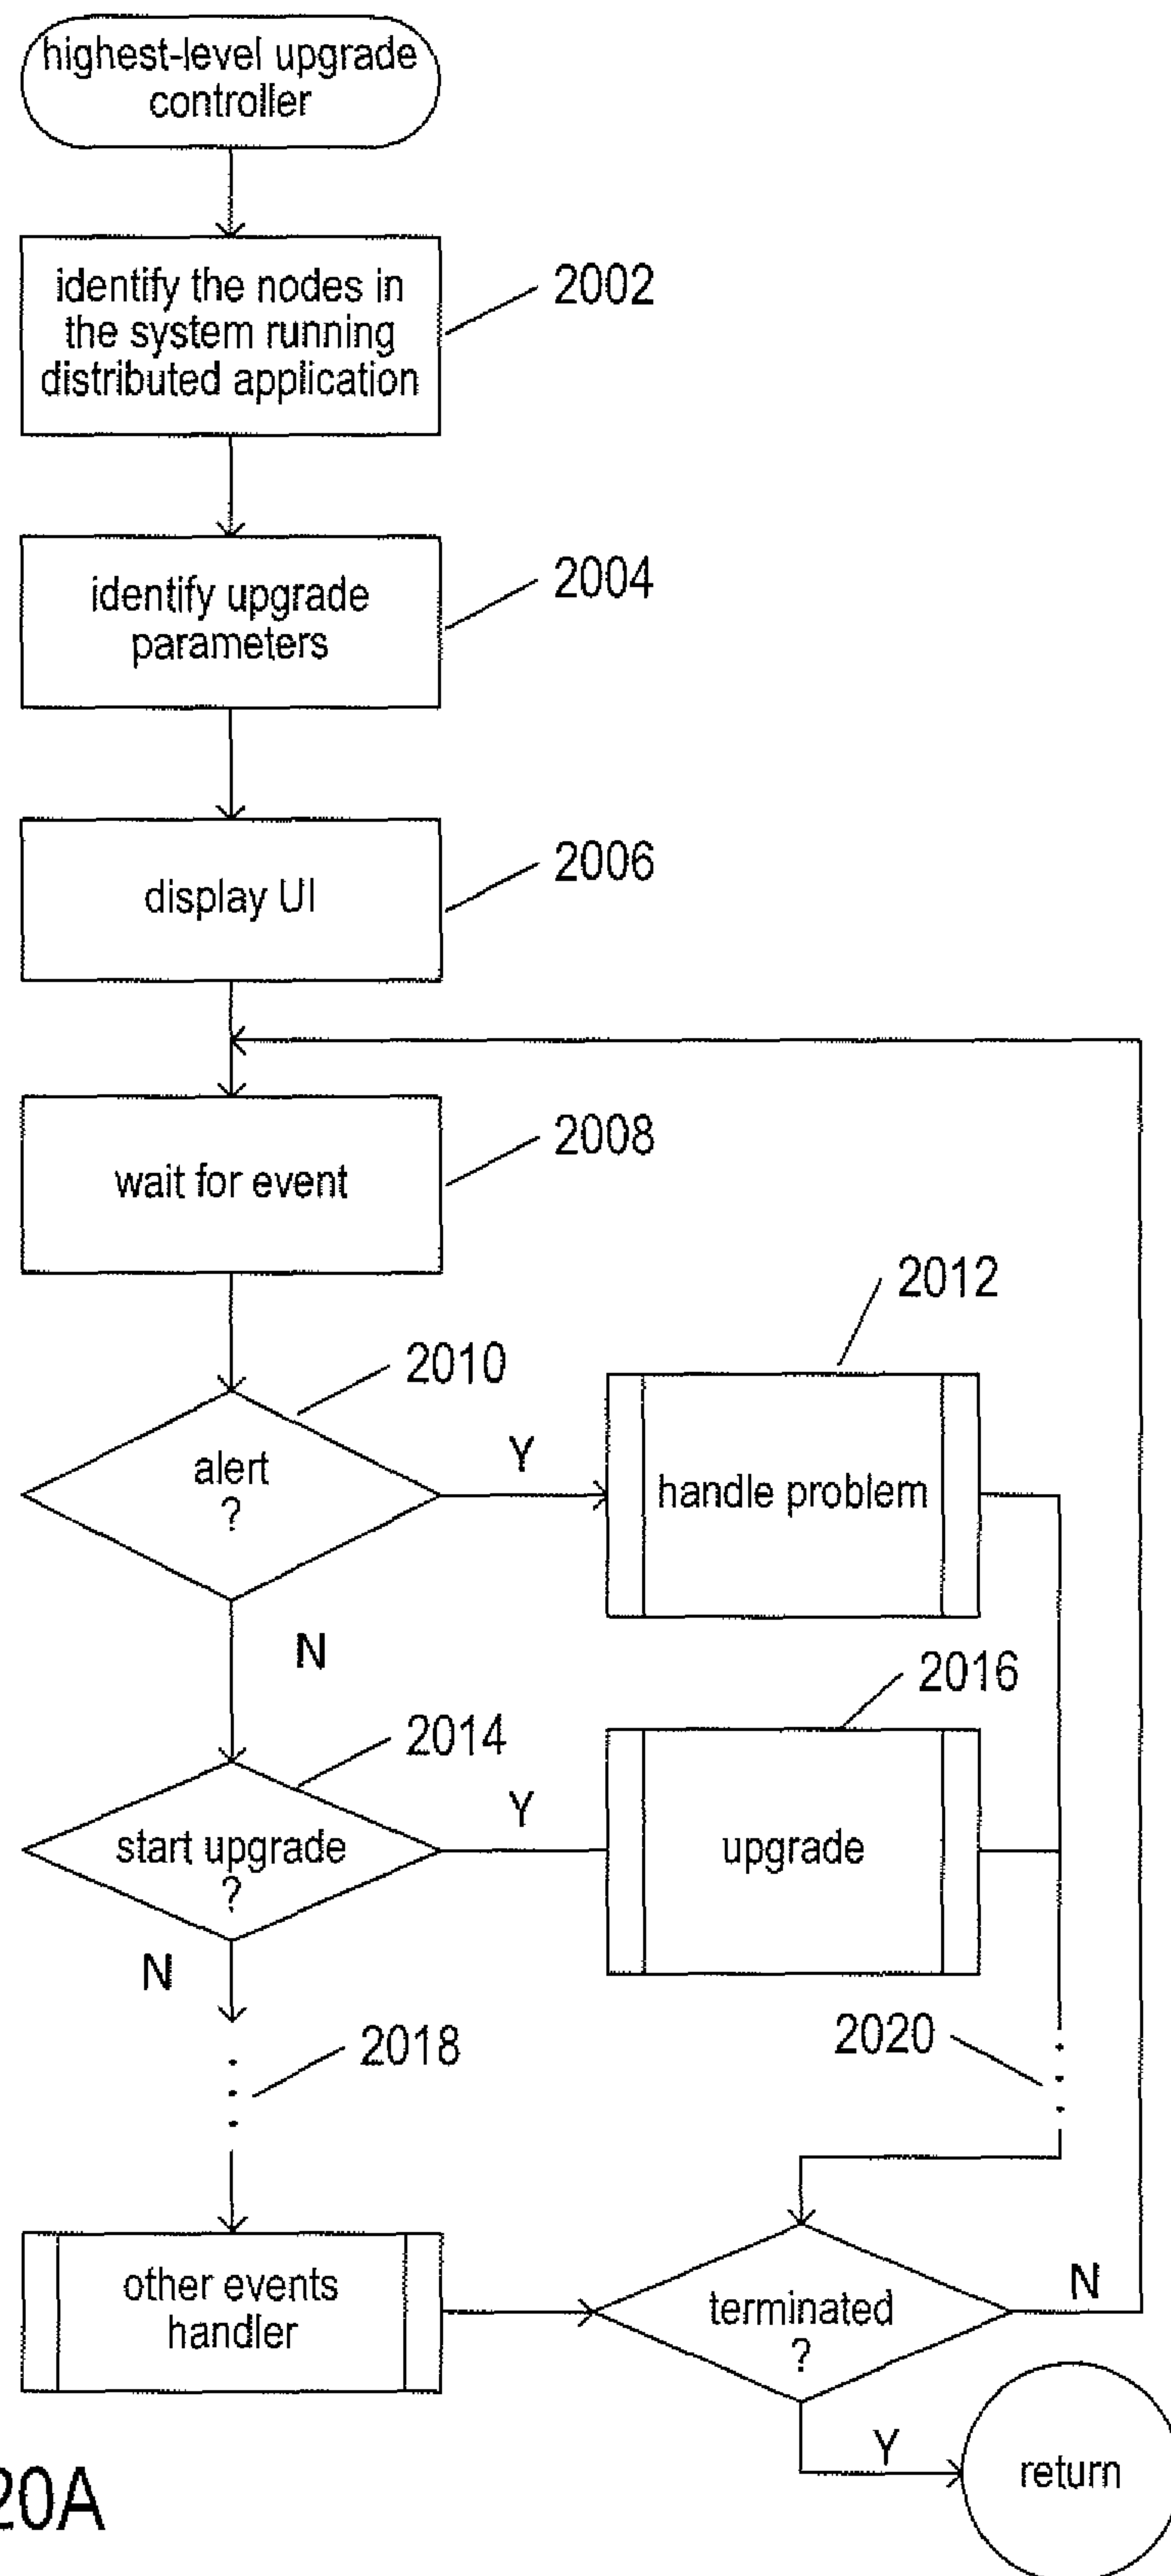 highest-level upgrade
controller
identify the nodes in
the system running
distributed application
2002
identify upgrade
parameters
2004
display UI
2006
wait for event
2008
2012
2010
alert
?
Y
handle problem
N
2016
2014
start upgrade
?
Y
upgrade
N
2018
2020
other events
handler
terminated
?
N
Y
return
20A